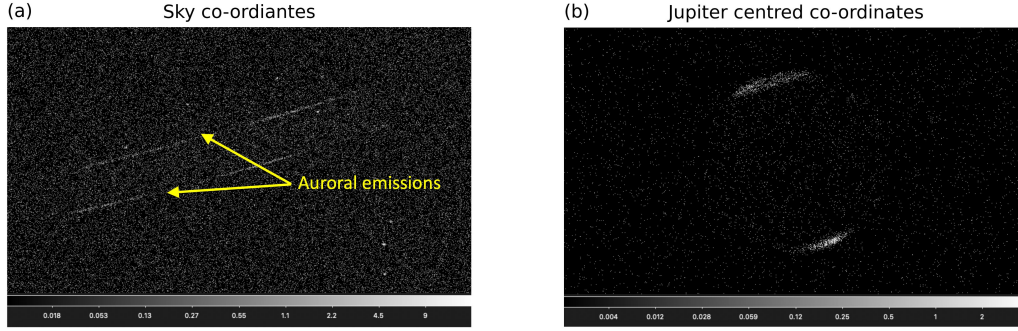 (a) Sky co-ordiantes
Auroral emissions
0.018 0.053 0.13 0.27 0.55 1.1 2.2 4.5 9
(b) Jupiter centred co-ordinates
0.004 0.012 0.028 0.059 0.12 0.25 0.5 1 2